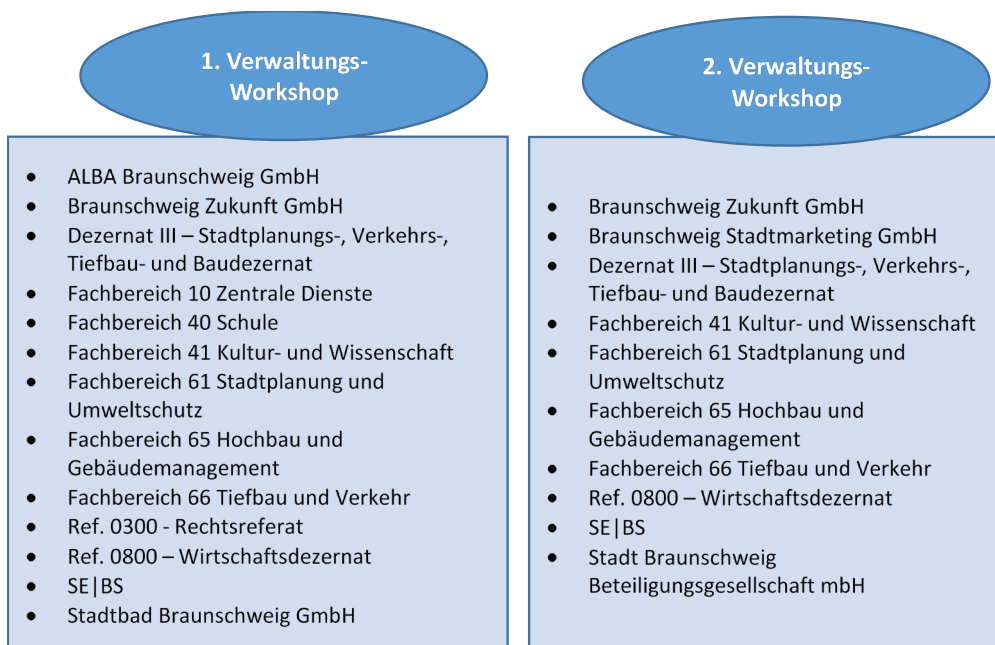 1. Verwaltungs-
Workshop
• ALBA Braunschweig GmbH
• Braunschweig Zukunft GmbH
• Dezernat III – Stadtplanungs-, Verkehrs-,
Tiefbau- und Baudezernat
• Fachbereich 10 Zentrale Dienste
• Fachbereich 40 Schule
• Fachbereich 41 Kultur- und Wissenschaft
• Fachbereich 61 Stadtplanung und
Umweltschutz
• Fachbereich 65 Hochbau und
Gebäudemanagement
• Fachbereich 66 Tiefbau und Verkehr
• Ref. 0300 - Rechtsreferat
• Ref. 0800 – Wirtschaftsdezernat
• SE|BS
• Stadtbad Braunschweig GmbH
2. Verwaltungs-
Workshop
• Braunschweig Zukunft GmbH
• Braunschweig Stadtmarketing GmbH
• Dezernat III – Stadtplanungs-, Verkehrs-,
Tiefbau- und Baudezernat
• Fachbereich 41 Kultur- und Wissenschaft
• Fachbereich 61 Stadtplanung und
Umweltschutz
• Fachbereich 65 Hochbau und
Gebäudemanagement
• Fachbereich 66 Tiefbau und Verkehr
• Ref. 0800 – Wirtschaftsdezernat
• SE|BS
• Stadt Braunschweig
Beteiligungsgesellschaft mbH